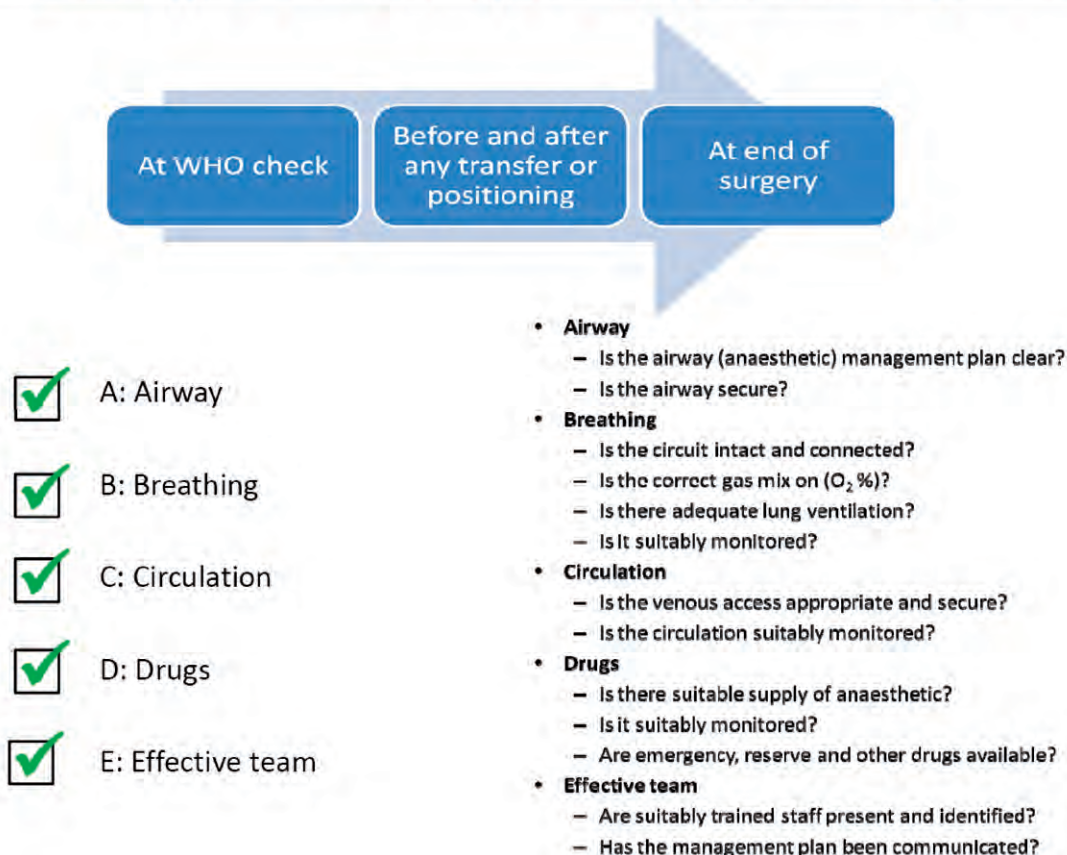 At WHO check
Before and after
any transfer or
positioning
At end of
surgery
A: Airway
B: Breathing
C: Circulation
D: Drugs
E: Effective team
• Airway
– Is the airway (anaesthetic) management plan clear?
– Is the airway secure?
• Breathing
– Is the circuit intact and connected?
– Is the correct gas mix on (O₂ %)?
– Is there adequate lung ventilation?
– Is it suitably monitored?
• Circulation
– Is the venous access appropriate and secure?
– Is the circulation suitably monitored?
• Drugs
– Is there suitable supply of anaesthetic?
– Is it suitably monitored?
– Are emergency, reserve and other drugs available?
• Effective team
– Are suitably trained staff present and identified?
– Has the management plan been communicated?